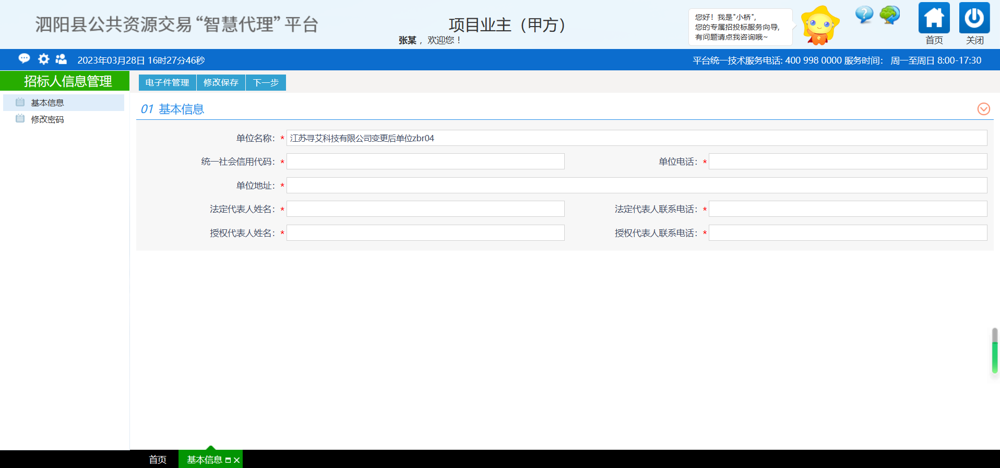 泗阳县公共资源交易“智慧代理”平台
项目业主（甲方）
张某 ，欢迎您！
您好！我是"小桥",
您的专属招投标服务向导,
有问题请点我咨询哦~
首页
关闭
2023年03月28日 16时27分46秒
平台统一技术服务电话: 400 998 0000 服务时间： 周一至周日 8:00-17:30
招标人信息管理
电子件管理 修改保存 下一步
基本信息
修改密码
01 基本信息
单位名称：* 江苏寻艾科技有限公司变更后单位zbr04
统一社会信用代码：* 单位电话：*
单位地址：*
法定代表人姓名：* 法定代表人联系电话：*
授权代表人姓名：* 授权代表人联系电话：*
首页 基本信息